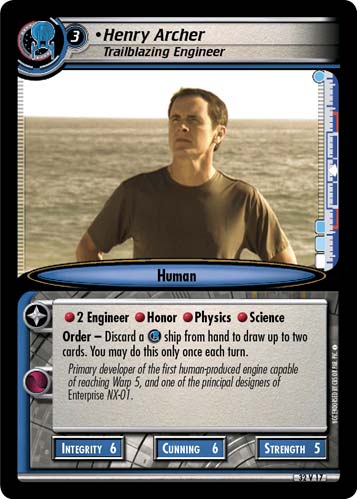 3
•Henry Archer
Trailblazing Engineer
Human
2 Engineer Honor Physics Science
Order – Discard a ship from hand to draw up to two
cards. You may do this only once each turn.
Primary developer of the first human-produced engine capable
of reaching Warp 5, and one of the principal designers of
Enterprise NX-01.
Integrity 6 Cunning 6 Strength 5
32 V 17